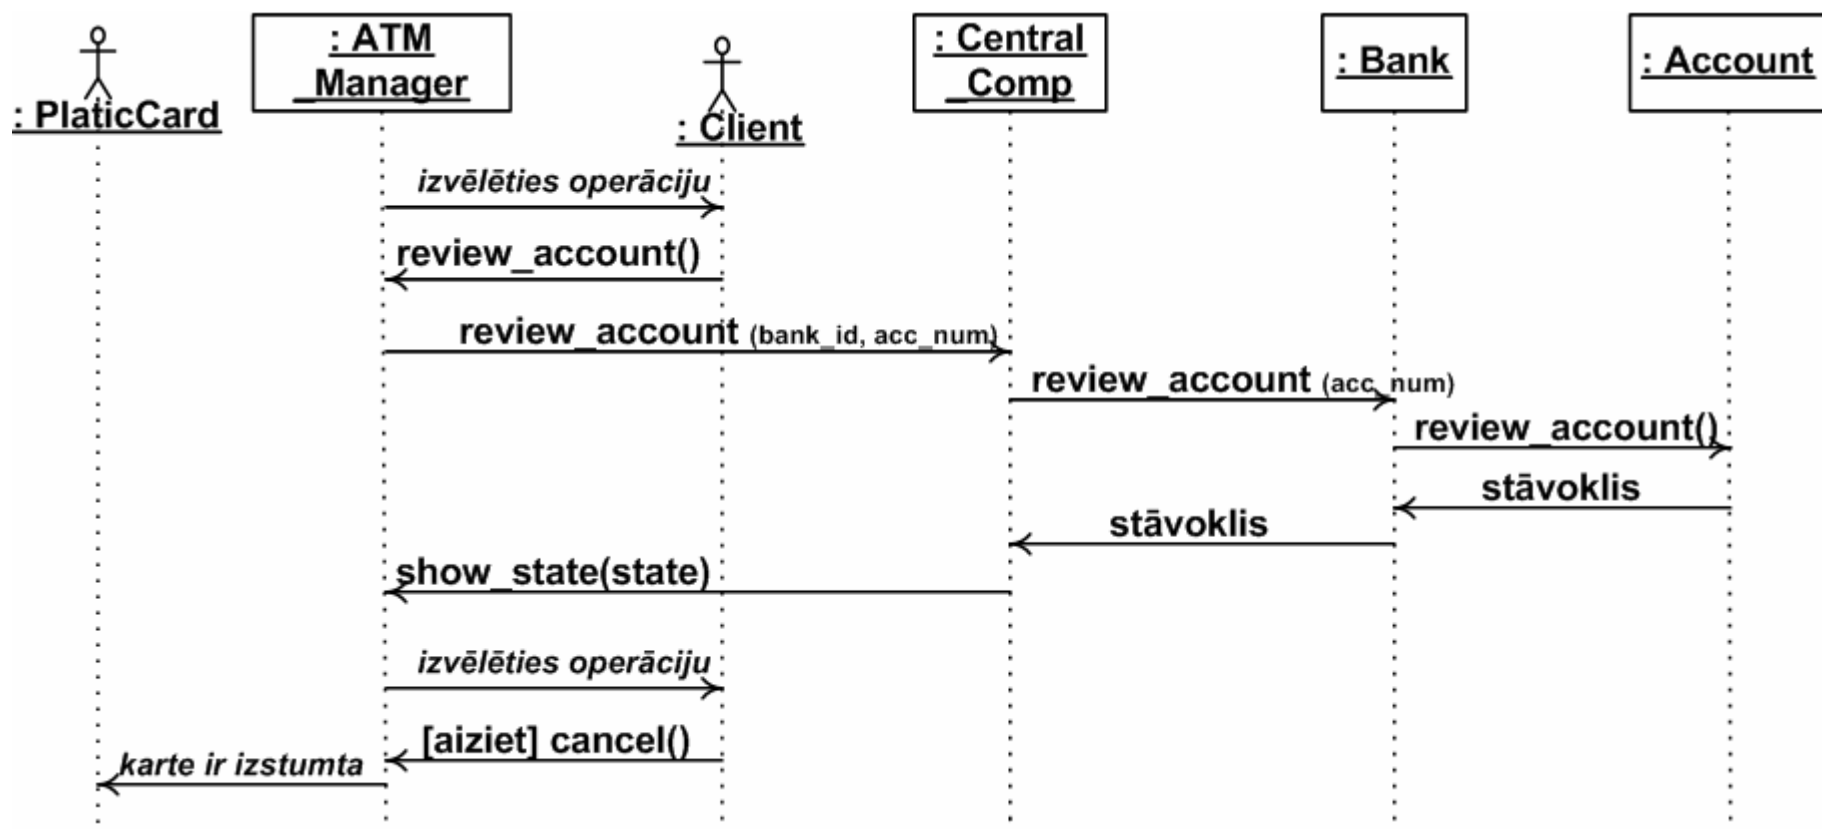 : PlaticCard
: ATM
_Manager
: Client
: Central
_Comp
: Bank
: Account
izvēlēties operāciju
review_account()
review_account (bank_id, acc_num)
review_account (acc_num)
review_account()
stāvoklis
stāvoklis
show_state(state)
izvēlēties operāciju
[aiziet] cancel()
karte ir izstumta